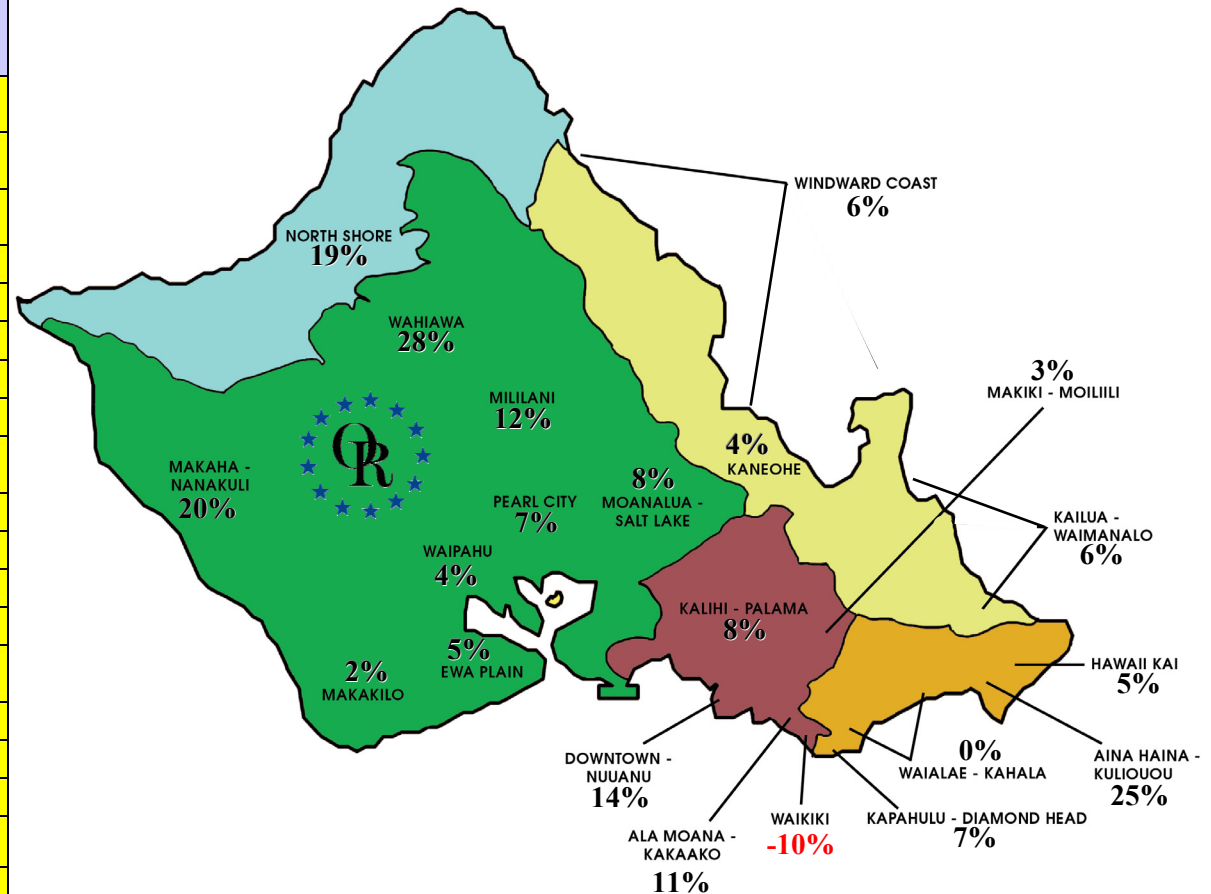 WINDWARD COAST
6%
NORTH SHORE
19%
WAHIAWA
28%
3%
MAKIKI - MOILIILI
MILILANI
12%
4%
KANEOHE
MAKAHA -
NANAKULI
20%
OR
8%
MOANALUA -
SALT LAKE
PEARL CITY
7%
KAILUA -
WAIMANALO
6%
WAIPAHU
4%
KALIHI - PALAMA
8%
5%
EWA PLAIN
2%
MAKAKILO
HAWAII KAI
5%
0%
WAIALAE - KAHALA
AINA HAINA -
KULIOUOU
25%
DOWNTOWN -
NUUANU
14%
WAIKIKI
-10%
KAPAHULU - DIAMOND HEAD
7%
ALA MOANA -
KAKAAKO
11%